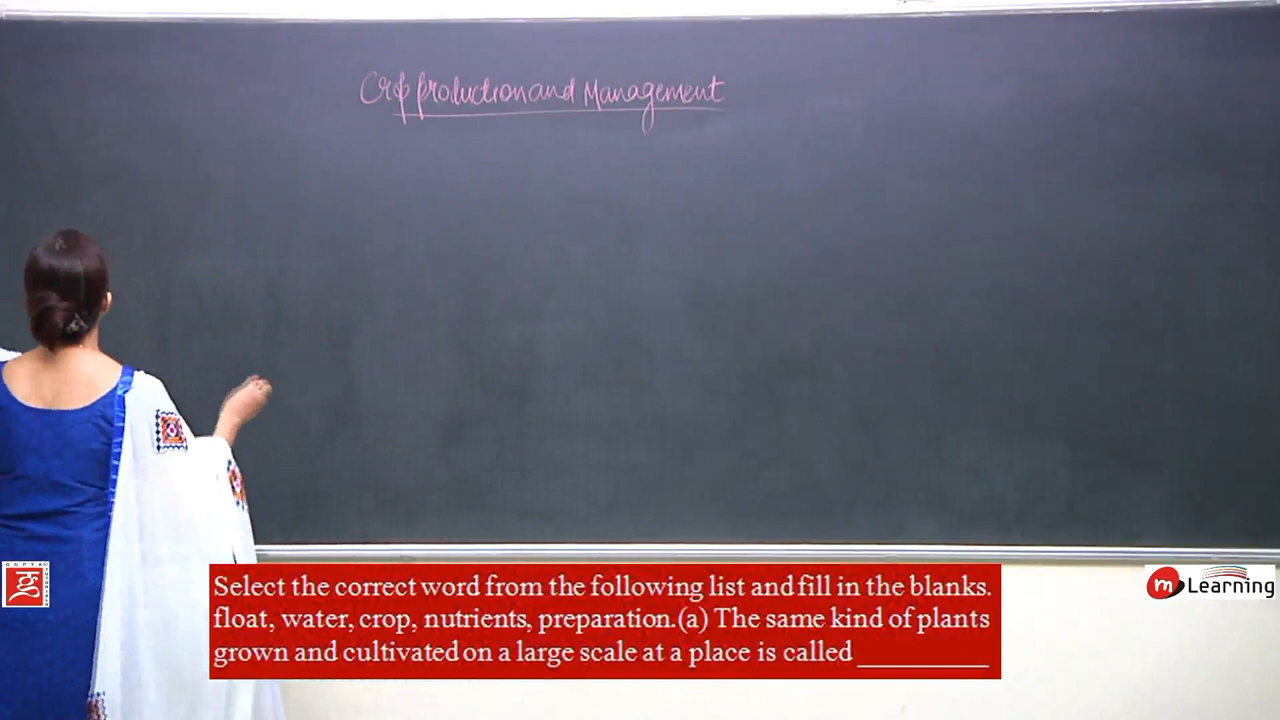 Crop production and Management
GUPTA
TUTORIALS
Select the correct word from the following list and fill in the blanks.
float, water, crop, nutrients, preparation.(a) The same kind of plants
grown and cultivated on a large scale at a place is called __________
m Learning